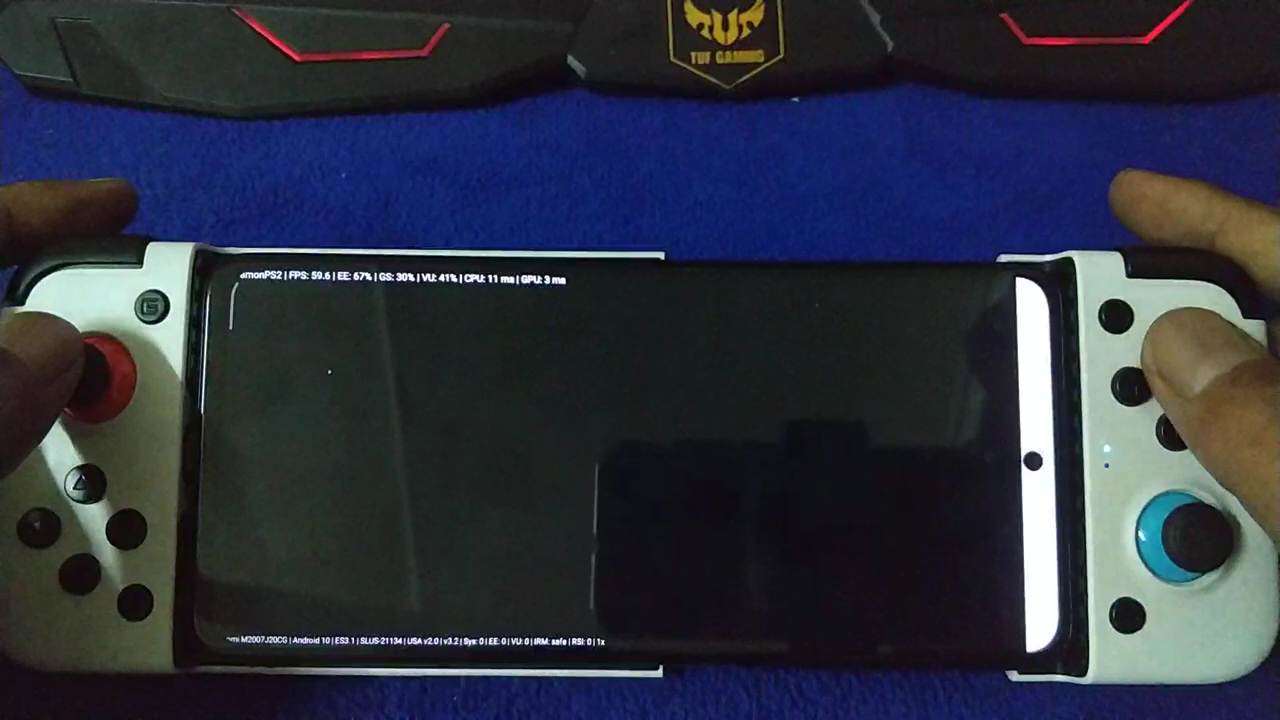 TUF GAMING
amonPS2 | FPS: 59.6 | EE: 67% | GS: 30% | VU: 41% | CPU: 11 ms | GPU: 3 ms
omi M2007J20CG | Android 10 | ES3.1 | SLUS-21134 | USA v2.0 | v3.2 | Sys: 0 | EE: 0 | VU: 0 | IRM: safe | RSI: 0 | 1x